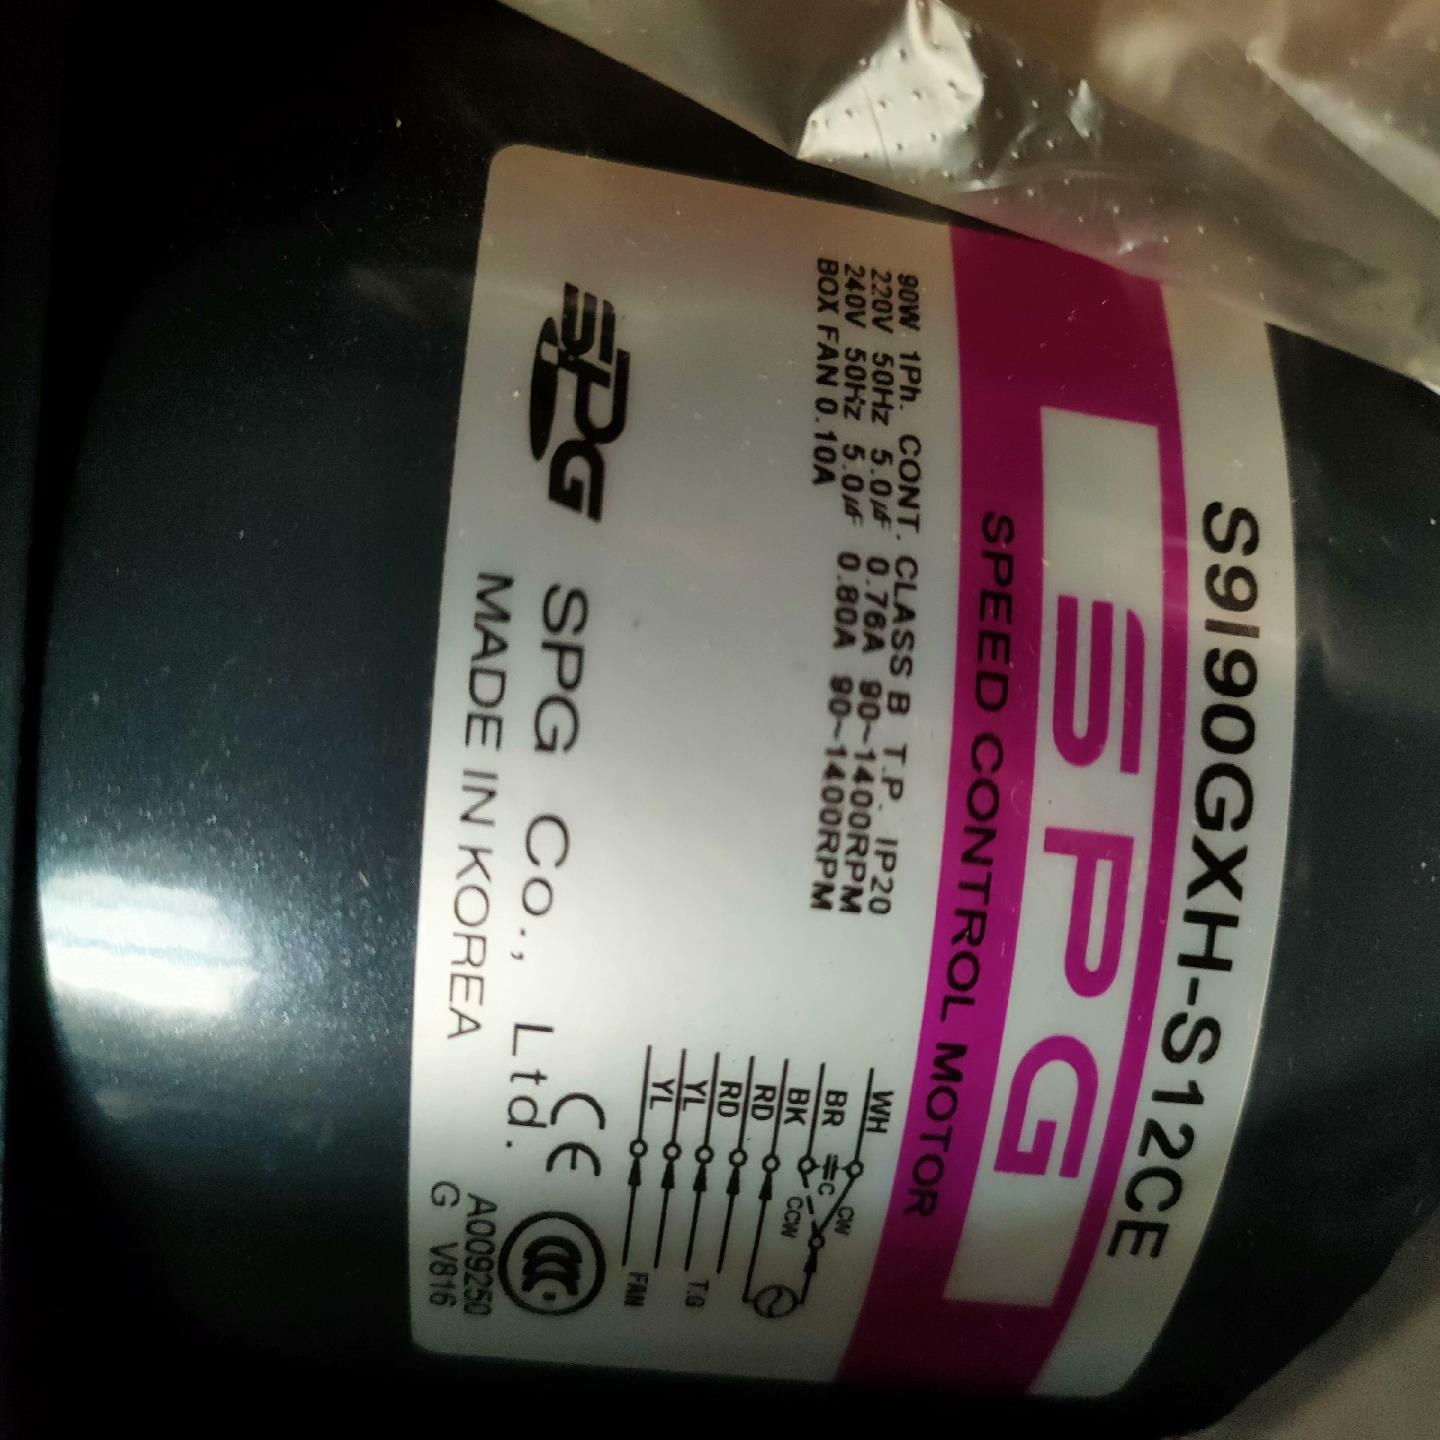 S9I90GXH-S12CE
SPG
SPEED CONTROL MOTOR
90W 1Ph. CONT. CLASS B T.P. IP20
220V 50Hz 5.0㎌ 0.76A 90~1400RPM
240V 50Hz 5.0㎌ 0.80A 90~1400RPM
BOX FAN 0.10A
WH
BR
BK
RD
RD
YL
YL
C
CW
CCW
T.G
FAN
SPG SPG Co., Ltd.
MADE IN KOREA
CE
CCC
S
A009250
G V816